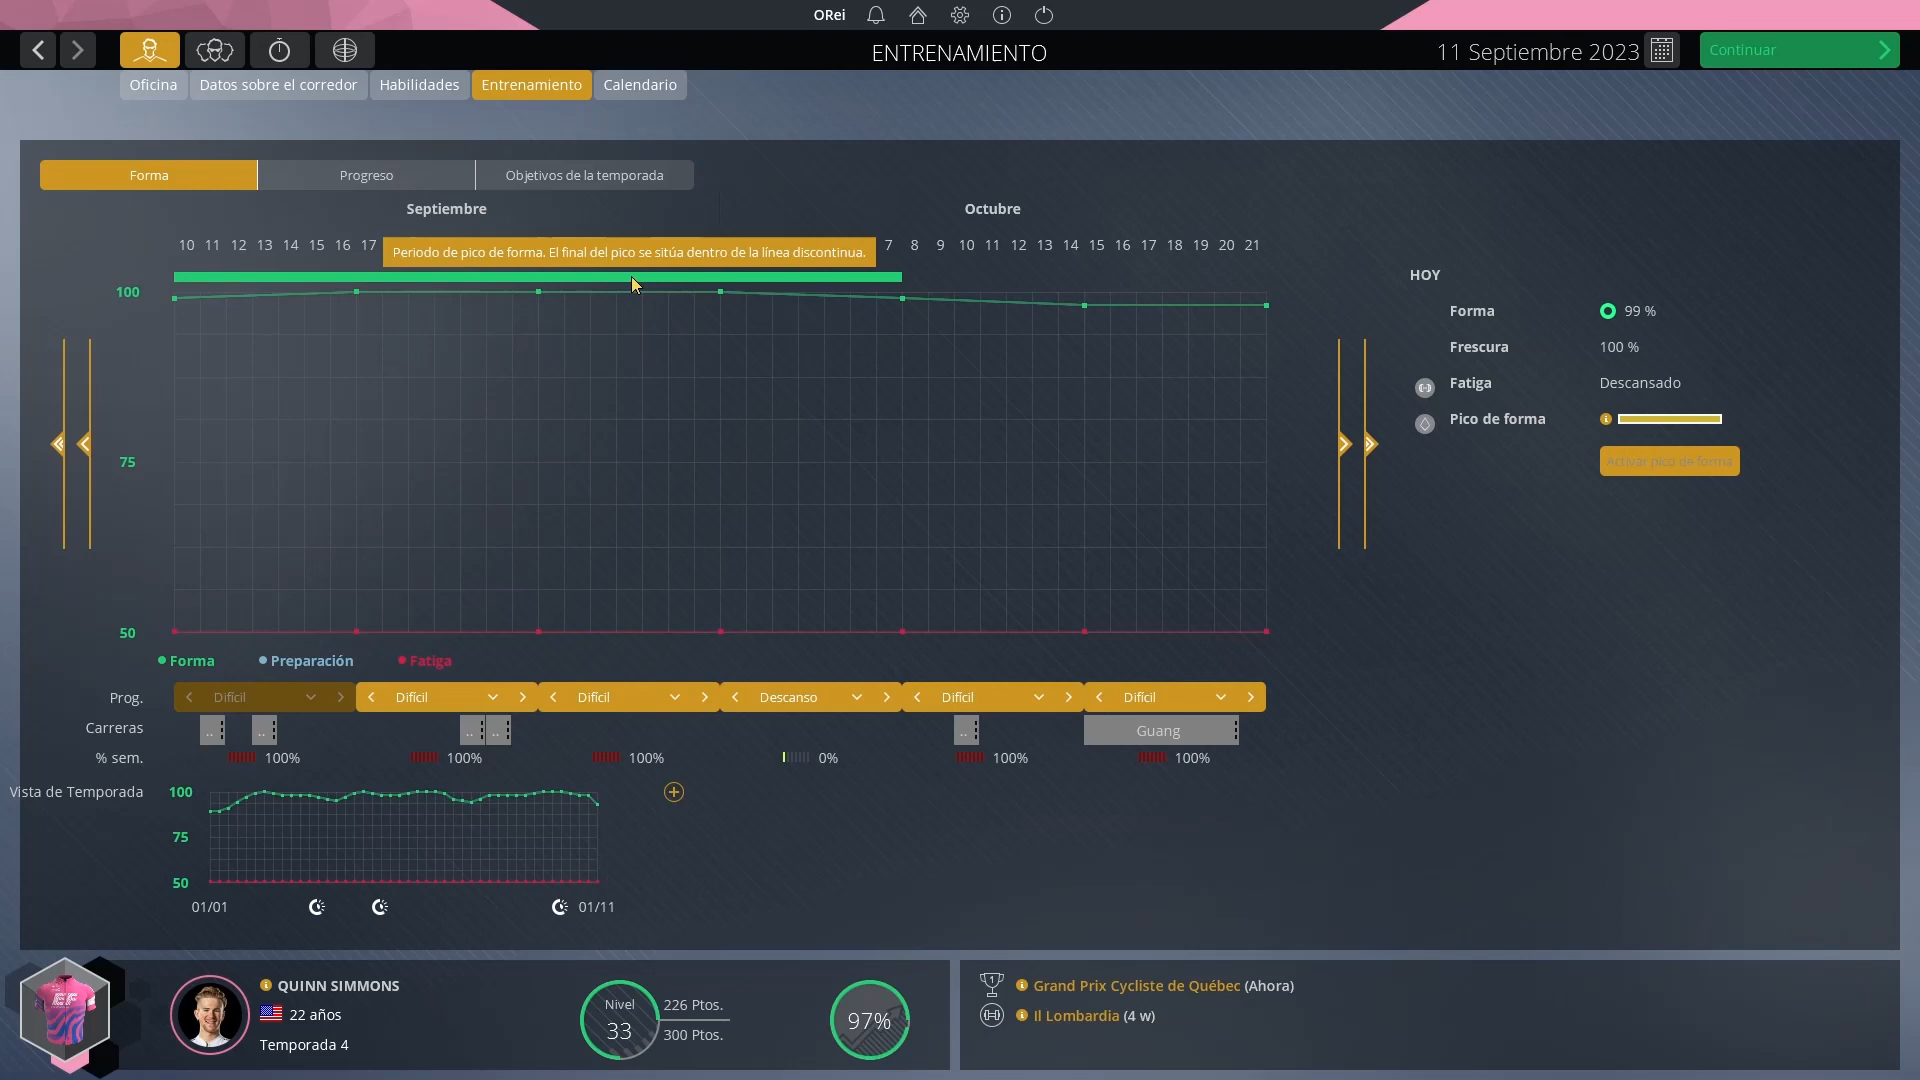 ORei
ENTRENAMIENTO
11 Septiembre 2023
Continuar
Oficina
Datos sobre el corredor
Habilidades
Entrenamiento
Calendario
Forma
Progreso
Objetivos de la temporada
Septiembre
Octubre
10 11 12 13 14 15 16 17
Periodo de pico de forma. El final del pico se sitúa dentro de la línea discontinua.
7 8 9 10 11 12 13 14 15 16 17 18 19 20 21
100
75
50
HOY
Forma 99 %
Frescura 100 %
Fatiga Descansado
Pico de forma
Activar pico de forma
Forma
Preparación
Fatiga
Prog. Difícil Difícil Difícil Descanso Difícil Difícil
Carreras .. .. .. .. .. Guang
% sem. 100% 100% 100% 0% 100% 100%
Vista de Temporada
100
75
50
01/01
01/11
QUINN SIMMONS
22 años
Temporada 4
Nivel
33
226 Ptos.
300 Ptos.
97%
1
Grand Prix Cycliste de Québec (Ahora)
Il Lombardia (4 w)